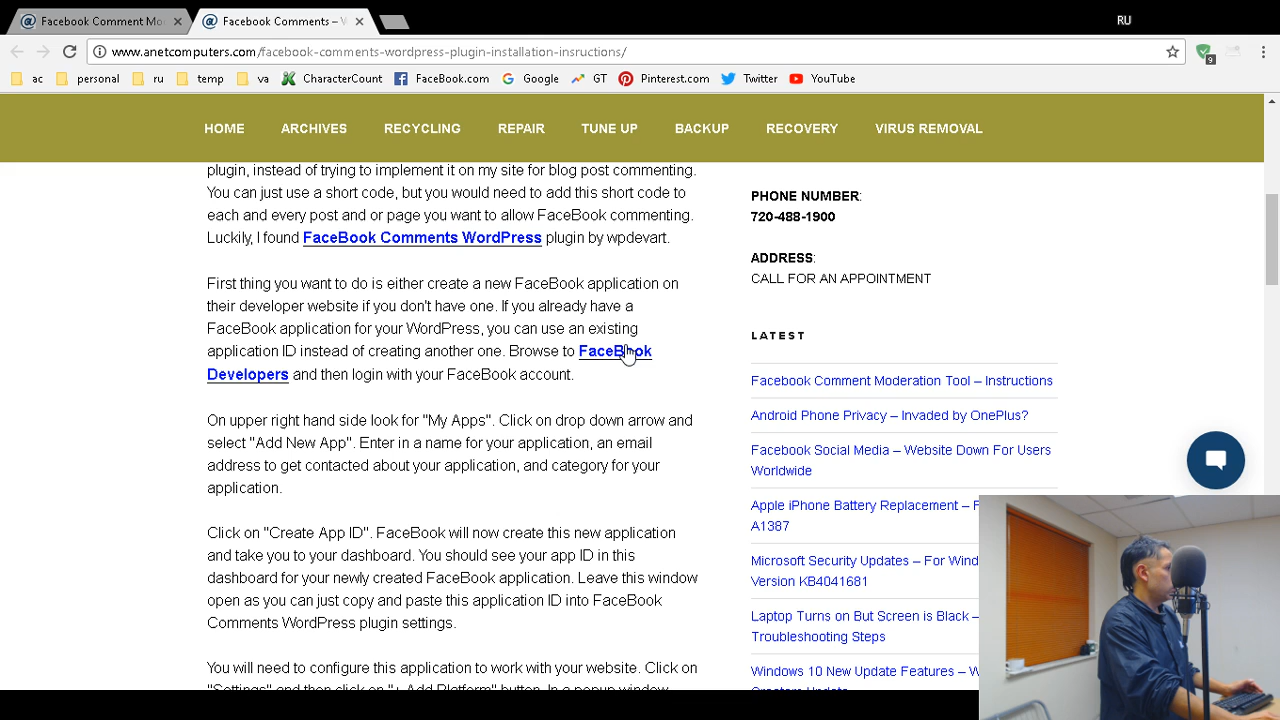 RU
Facebook Comment Moi
Facebook Comments – W
www.anetcomputers.com/facebook-comments-wordpress-plugin-installation-insructions/
9
ac
personal
ru
temp
va
CharacterCount
FaceBook.com
Google
GT
Pinterest.com
Twitter
YouTube
HOME
ARCHIVES
RECYCLING
REPAIR
TUNE UP
BACKUP
RECOVERY
VIRUS REMOVAL
plugin, instead of trying to implement it on my site for blog post commenting.
You can just use a short code, but you would need to add this short code to
each and every post and or page you want to allow FaceBook commenting.
Luckily, I found FaceBook Comments WordPress plugin by wpdevart.
First thing you want to do is either create a new FaceBook application on
their developer website if you don't have one. If you already have a
FaceBook application for your WordPress, you can use an existing
application ID instead of creating another one. Browse to FaceBook
Developers and then login with your FaceBook account.
On upper right hand side look for "My Apps". Click on drop down arrow and
select "Add New App". Enter in a name for your application, an email
address to get contacted about your application, and category for your
application.
Click on "Create App ID". FaceBook will now create this new application
and take you to your dashboard. You should see your app ID in this
dashboard for your newly created FaceBook application. Leave this window
open as you can just copy and paste this application ID into FaceBook
Comments WordPress plugin settings.
You will need to configure this application to work with your website. Click on
"Settings" and then click on "+ Add Platform" button. In a popup window
PHONE NUMBER:
720-488-1900
ADDRESS:
CALL FOR AN APPOINTMENT
LATEST
Facebook Comment Moderation Tool – Instructions
Android Phone Privacy – Invaded by OnePlus?
Facebook Social Media – Website Down For Users
Worldwide
Apple iPhone Battery Replacement – F
A1387
Microsoft Security Updates – For Wind
Version KB4041681
Laptop Turns on But Screen is Black –
Troubleshooting Steps
Windows 10 New Update Features – W